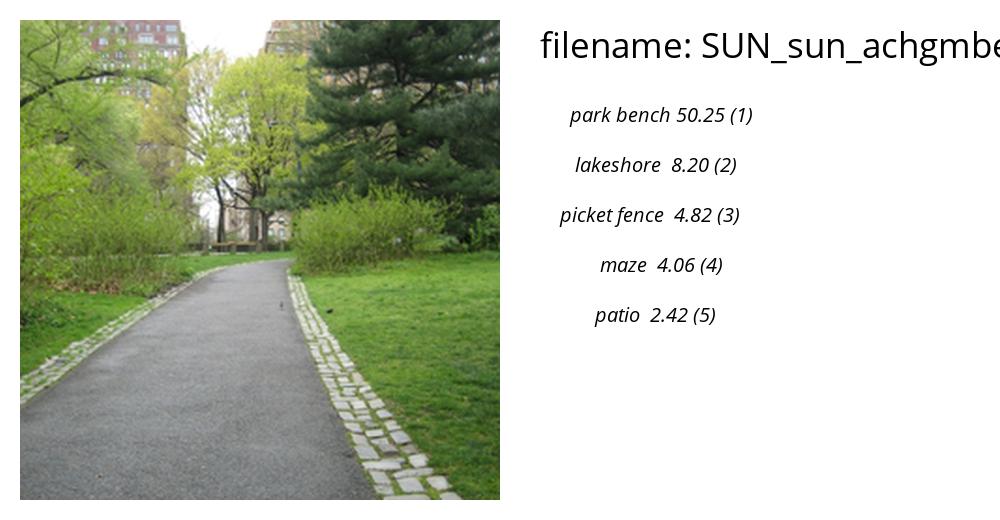 filename: SUN_sun_achgmbe
park bench 50.25 (1)
lakeshore 8.20 (2)
picket fence 4.82 (3)
maze 4.06 (4)
patio 2.42 (5)